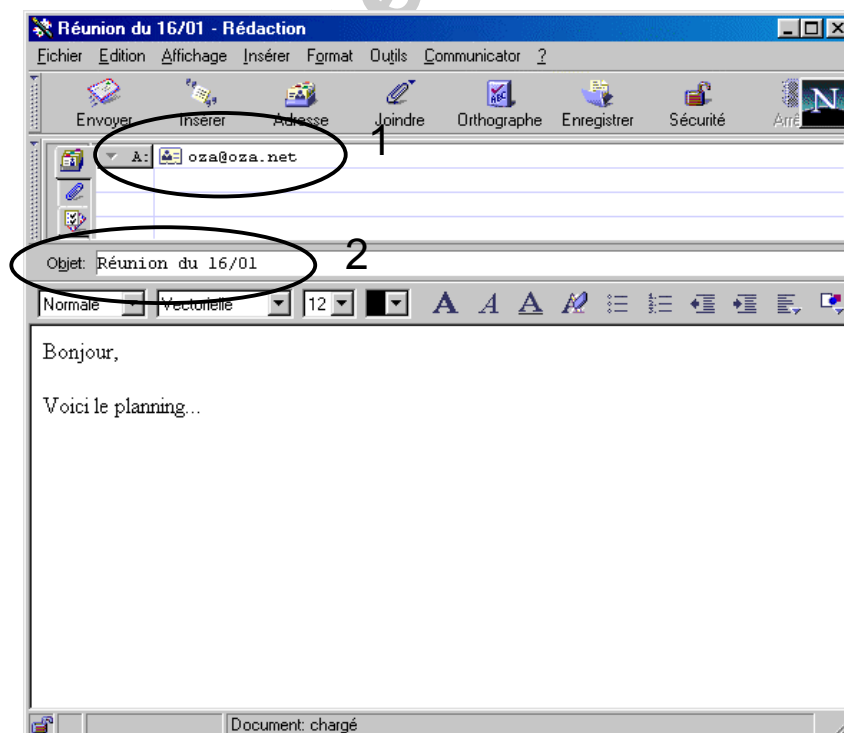 Réunion du 16/01 - Rédaction
Fichier Edition Affichage Insérer Format Outils Communicator ?
Envoyer Insérer Adresse Joindre Orthographe Enregistrer Sécurité N
1
A: oza@oza.net
Objet: Réunion du 16/01
2
Normale Vectorielle 12 A A A
Bonjour,
Voici le planning...
Document: chargé